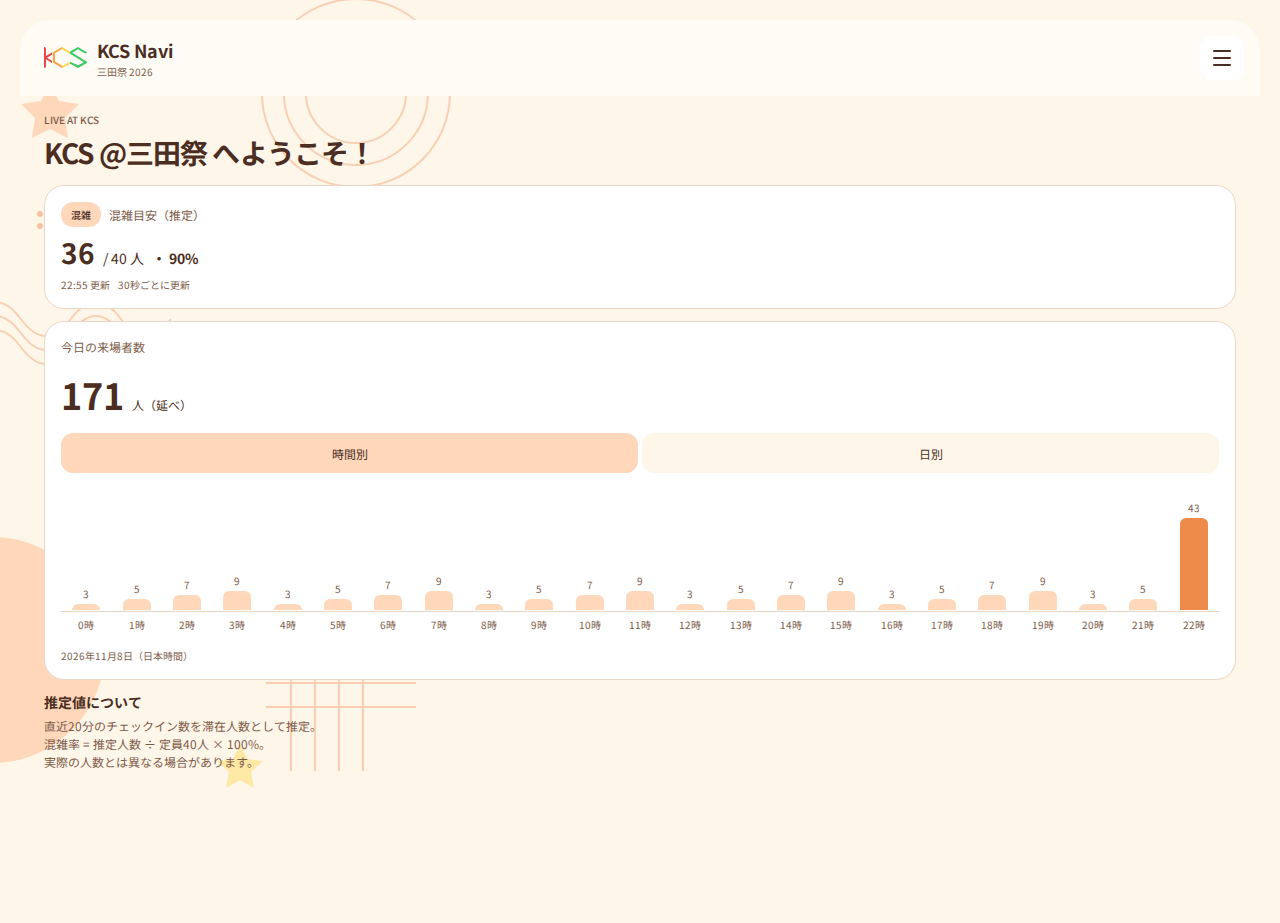 KCS
KCS Navi
三田祭 2026
LIVE AT KCS
KCS @三田祭 へようこそ！
混雑 混雑目安（推定）
36 / 40 人 ・ 90%
22:55 更新 30秒ごとに更新
今日の来場者数
171 人（延べ）
時間別 日別
3 5 7 9 3 5 7 9 3 5 7 9 3 5 7 9 3 5 7 9 3 5 43
0時 1時 2時 3時 4時 5時 6時 7時 8時 9時 10時 11時 12時 13時 14時 15時 16時 17時 18時 19時 20時 21時 22時
2026年11月8日（日本時間）
推定値について
直近20分のチェックイン数を滞在人数として推定。
混雑率 = 推定人数 ÷ 定員40人 × 100%。
実際の人数とは異なる場合があります。